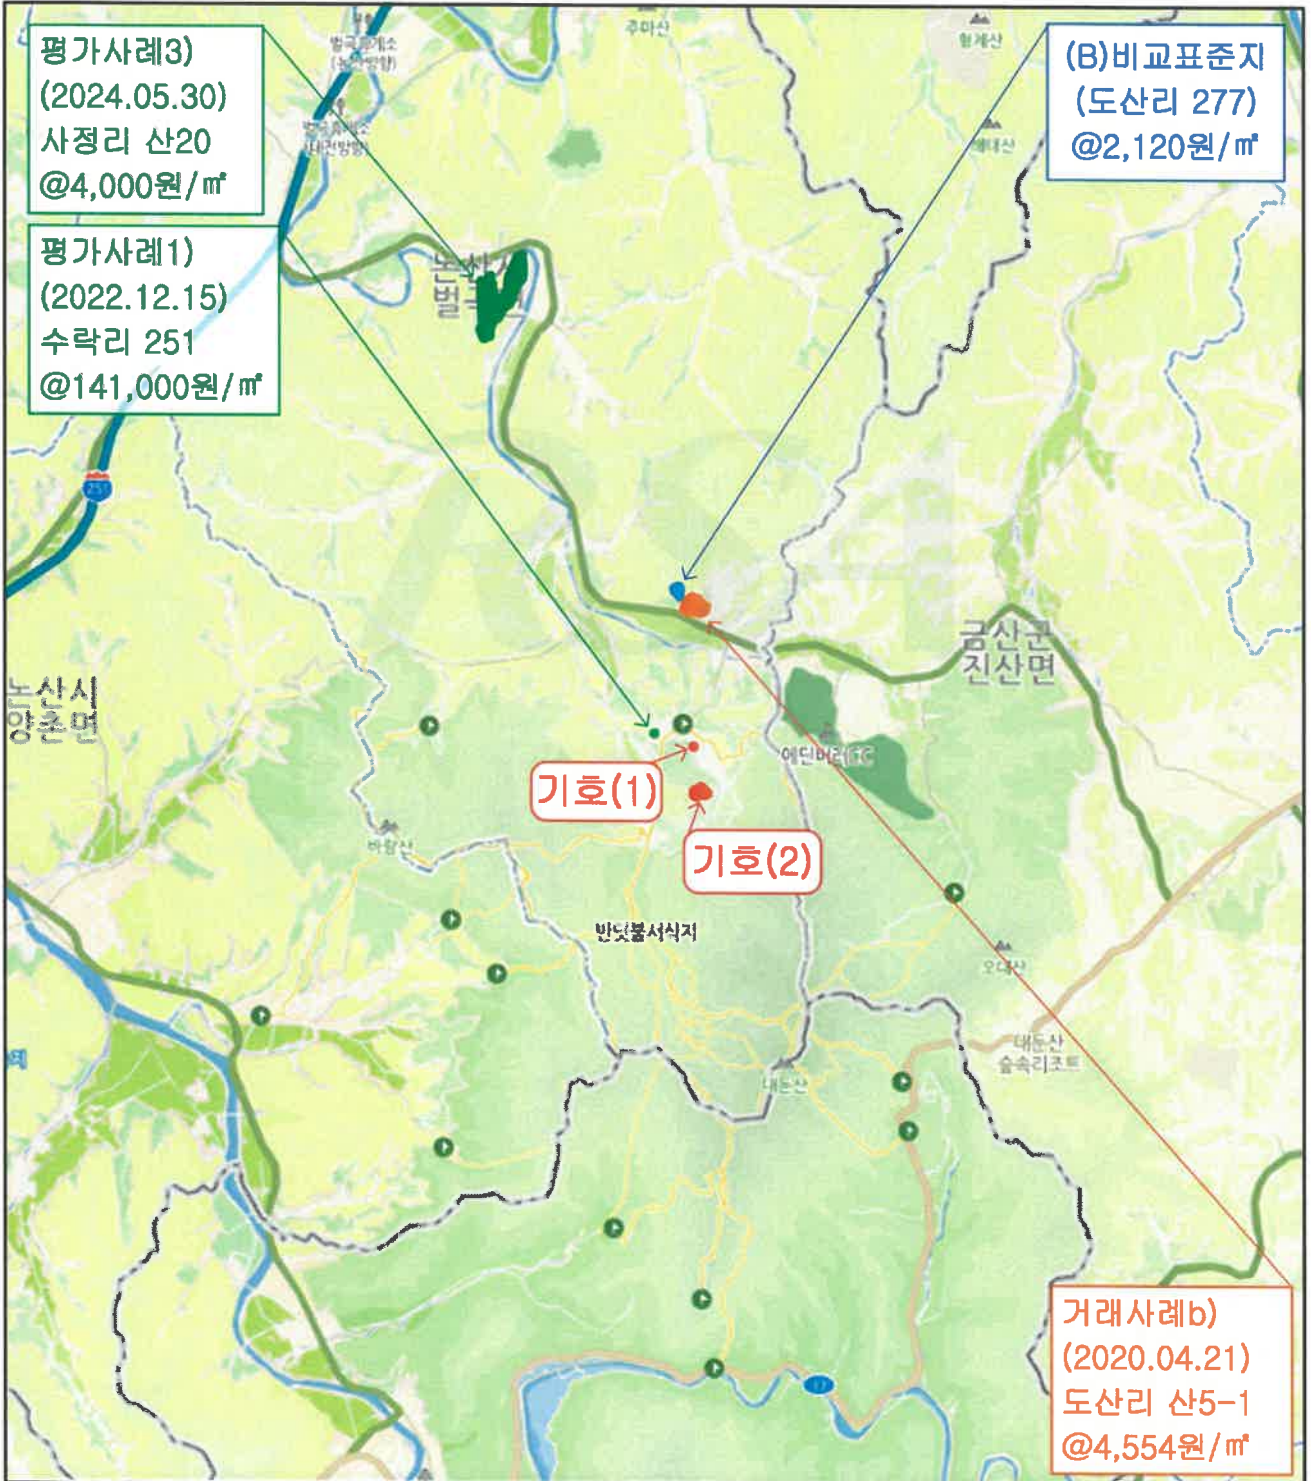 평가사례3)
(2024.05.30)
사정리 산20
@4,000원/㎡
평가사례1)
(2022.12.15)
수락리 251
@141,000원/㎡
(B)비교표준지
(도산리 277)
@2,120원/㎡
251
금산군
진산면
논산시
양촌면
에딘버러CC
기호(1)
기호(2)
바랑산
반딧불서식지
오대산
대둔산
숲속리조트
대둔산
17
거래사례b)
(2020.04.21)
도산리 산5-1
@4,554원/㎡